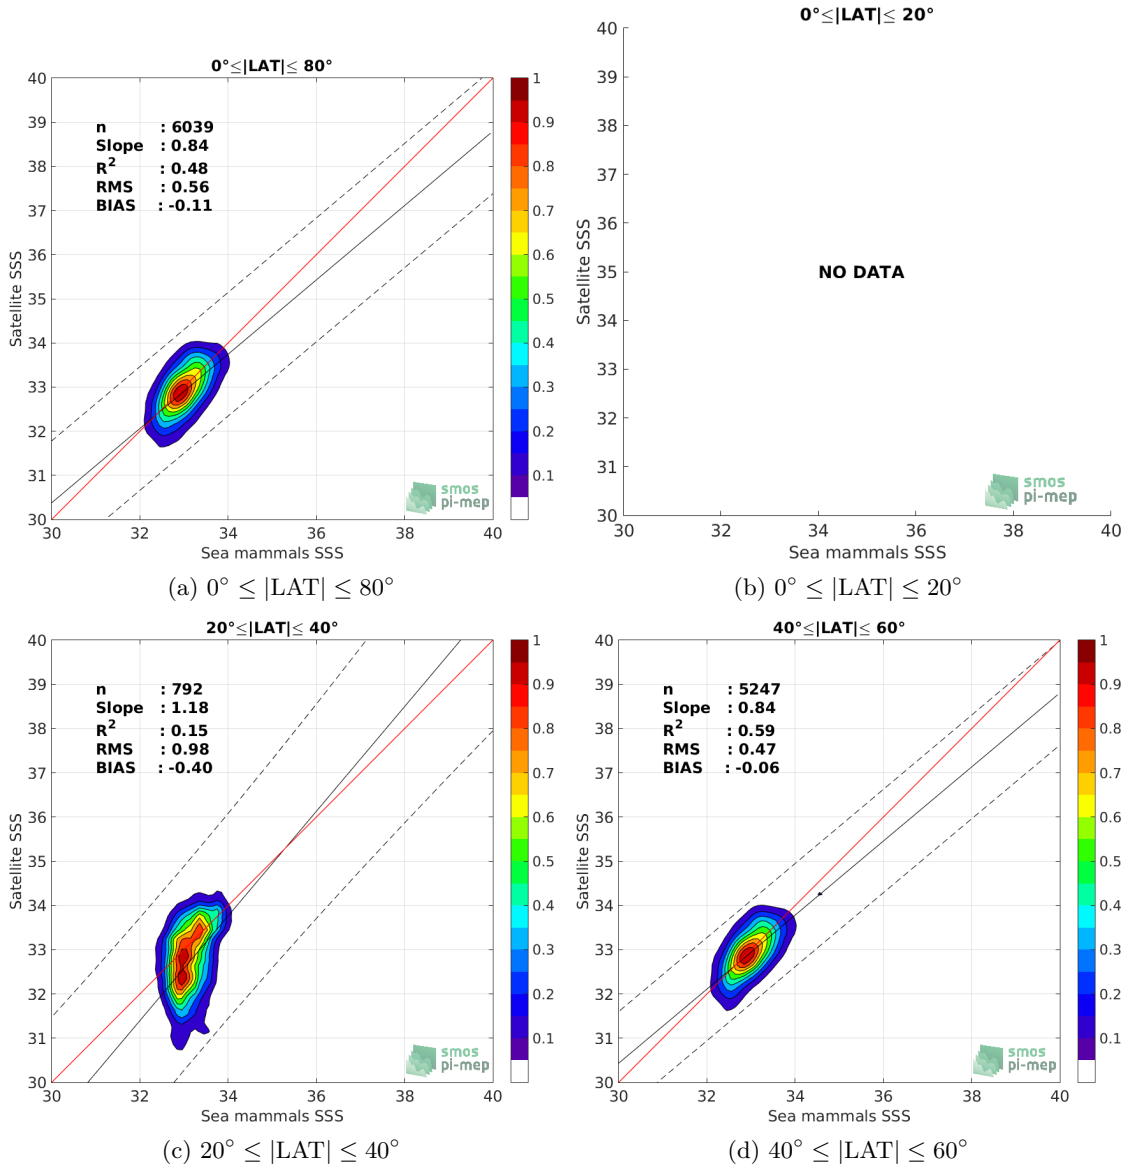 0°≤|LAT|≤ 80°
n : 6039
Slope : 0.84
R² : 0.48
RMS : 0.56
BIAS : -0.11
40
39
38
37
36
35
34
33
32
31
30
Satellite SSS
30 32 34 36 38 40
Sea mammals SSS
1
0.9
0.8
0.7
0.6
0.5
0.4
0.3
0.2
0.1
smos
pi-mep
(a) 0° ≤ |LAT| ≤ 80°
0°≤|LAT|≤ 20°
40
39
38
37
36
35
34
33
32
31
30
Satellite SSS
NO DATA
smos
pi-mep
30 32 34 36 38 40
Sea mammals SSS
(b) 0° ≤ |LAT| ≤ 20°
20°≤|LAT|≤ 40°
n : 792
Slope : 1.18
R² : 0.15
RMS : 0.98
BIAS : -0.40
40
39
38
37
36
35
34
33
32
31
30
Satellite SSS
30 32 34 36 38 40
Sea mammals SSS
1
0.9
0.8
0.7
0.6
0.5
0.4
0.3
0.2
0.1
smos
pi-mep
(c) 20° ≤ |LAT| ≤ 40°
40°≤|LAT|≤ 60°
n : 5247
Slope : 0.84
R² : 0.59
RMS : 0.47
BIAS : -0.06
40
39
38
37
36
35
34
33
32
31
30
Satellite SSS
30 32 34 36 38 40
Sea mammals SSS
1
0.9
0.8
0.7
0.6
0.5
0.4
0.3
0.2
0.1
smos
pi-mep
(d) 40° ≤ |LAT| ≤ 60°